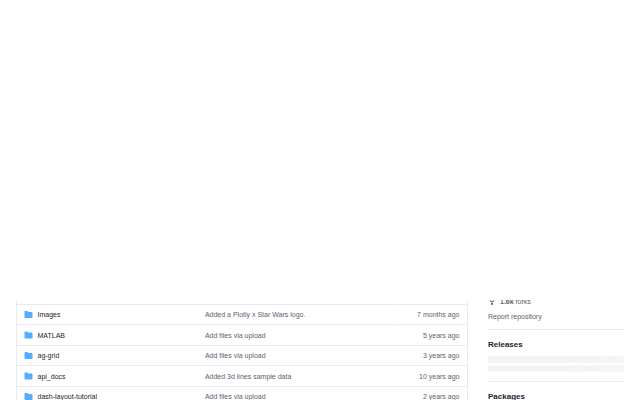 1.8k forks
Images Added a Plotly x Star Wars logo. 7 months ago
Report repository
MATLAB Add files via upload 5 years ago
Releases
ag-grid Add files via upload 3 years ago
api_docs Added 3d lines sample data 10 years ago
dash-layout-tutorial Add files via upload 2 years ago
Packages